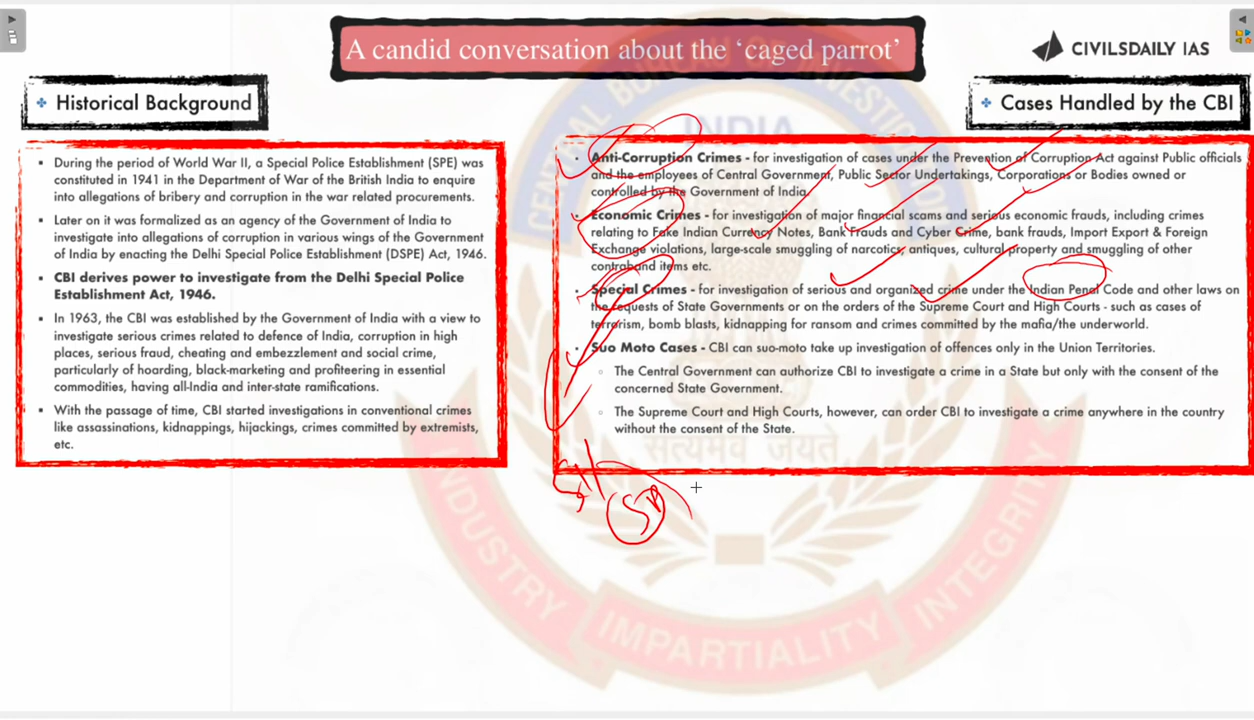 A candid conversation about the ‘caged parrot’
CIVILSDAILY IAS
❖ Historical Background
▪ During the period of World War II, a Special Police Establishment (SPE) was
constituted in 1941 in the Department of War of the British India to enquire
into allegations of bribery and corruption in the war related procurements.
▪ Later on it was formalized as an agency of the Government of India to
investigate into allegations of corruption in various wings of the Government
of India by enacting the Delhi Special Police Establishment (DSPE) Act, 1946.
▪ CBI derives power to investigate from the Delhi Special Police
Establishment Act, 1946.
▪ In 1963, the CBI was established by the Government of India with a view to
investigate serious crimes related to defence of India, corruption in high
places, serious fraud, cheating and embezzlement and social crime,
particularly of hoarding, black-marketing and profiteering in essential
commodities, having all-India and inter-state ramifications.
▪ With the passage of time, CBI started investigations in conventional crimes
like assassinations, kidnappings, hijackings, crimes committed by extremists,
etc.
❖ Cases Handled by the CBI
▪ Anti-Corruption Crimes - for investigation of cases under the Prevention of Corruption Act against Public officials
and the employees of Central Government, Public Sector Undertakings, Corporations or Bodies owned or
controlled by the Government of India.
▪ Economic Crimes - for investigation of major financial scams and serious economic frauds, including crimes
relating to Fake Indian Currency Notes, Bank Frauds and Cyber Crime, bank frauds, Import Export & Foreign
Exchange violations, large-scale smuggling of narcotics, antiques, cultural property and smuggling of other
contraband items etc.
▪ Special Crimes - for investigation of serious and organized crime under the Indian Penal Code and other laws on
the requests of State Governments or on the orders of the Supreme Court and High Courts - such as cases of
terrorism, bomb blasts, kidnapping for ransom and crimes committed by the mafia/the underworld.
▪ Suo Moto Cases - CBI can suo-moto take up investigation of offences only in the Union Territories.
◦ The Central Government can authorize CBI to investigate a crime in a State but only with the consent of the
concerned State Government.
◦ The Supreme Court and High Courts, however, can order CBI to investigate a crime anywhere in the country
without the consent of the State.
CENTRAL BUREAU OF INVESTIGATION
INDIA
सत्यमेव जयते
INDUSTRY IMPARTIALITY INTEGRITY